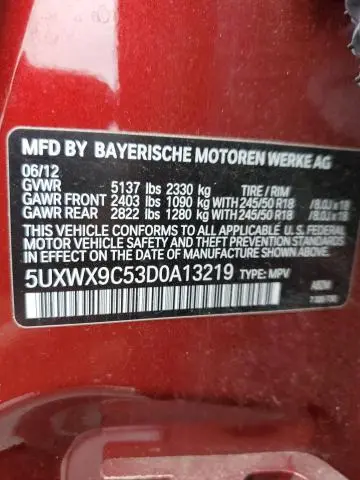 MFD BY BAYERISCHE MOTOREN WERKE AG
06/12
GVWR 5137 lbs 2330 kg TIRE / RIM
GAWR FRONT 2403 lbs 1090 kg WITH 245/50 R18 /8.0J x 18
GAWR REAR 2822 lbs 1280 kg WITH 245/50 R18 /8.0J x 18
THIS VEHICLE CONFORMS TO ALL APPLICABLE U.S. FEDERAL MOTOR
VEHICLE SAFETY AND THEFT PREVENTION STANDARDS IN
EFFECT ON THE DATE OF MANUFACTURE SHOWN ABOVE.
5UXWX9C53D0A13219 TYPE: MPV